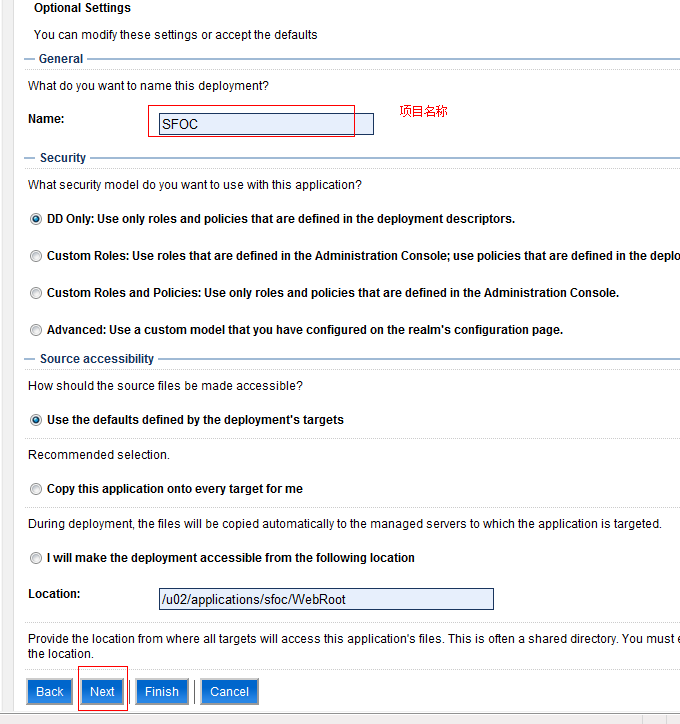 Optional Settings
You can modify these settings or accept the defaults
General
What do you want to name this deployment?
Name:
SFOC
项目名称
Security
What security model do you want to use with this application?
DD Only: Use only roles and policies that are defined in the deployment descriptors.
Custom Roles: Use roles that are defined in the Administration Console; use policies that are defined in the deplo
Custom Roles and Policies: Use only roles and policies that are defined in the Administration Console.
Advanced: Use a custom model that you have configured on the realm's configuration page.
Source accessibility
How should the source files be made accessible?
Use the defaults defined by the deployment's targets
Recommended selection.
Copy this application onto every target for me
During deployment, the files will be copied automatically to the managed servers to which the application is targeted.
I will make the deployment accessible from the following location
Location:
/u02/applications/sfoc/WebRoot
Provide the location from where all targets will access this application's files. This is often a shared directory. You must e
the location.
Back
Next
Finish
Cancel